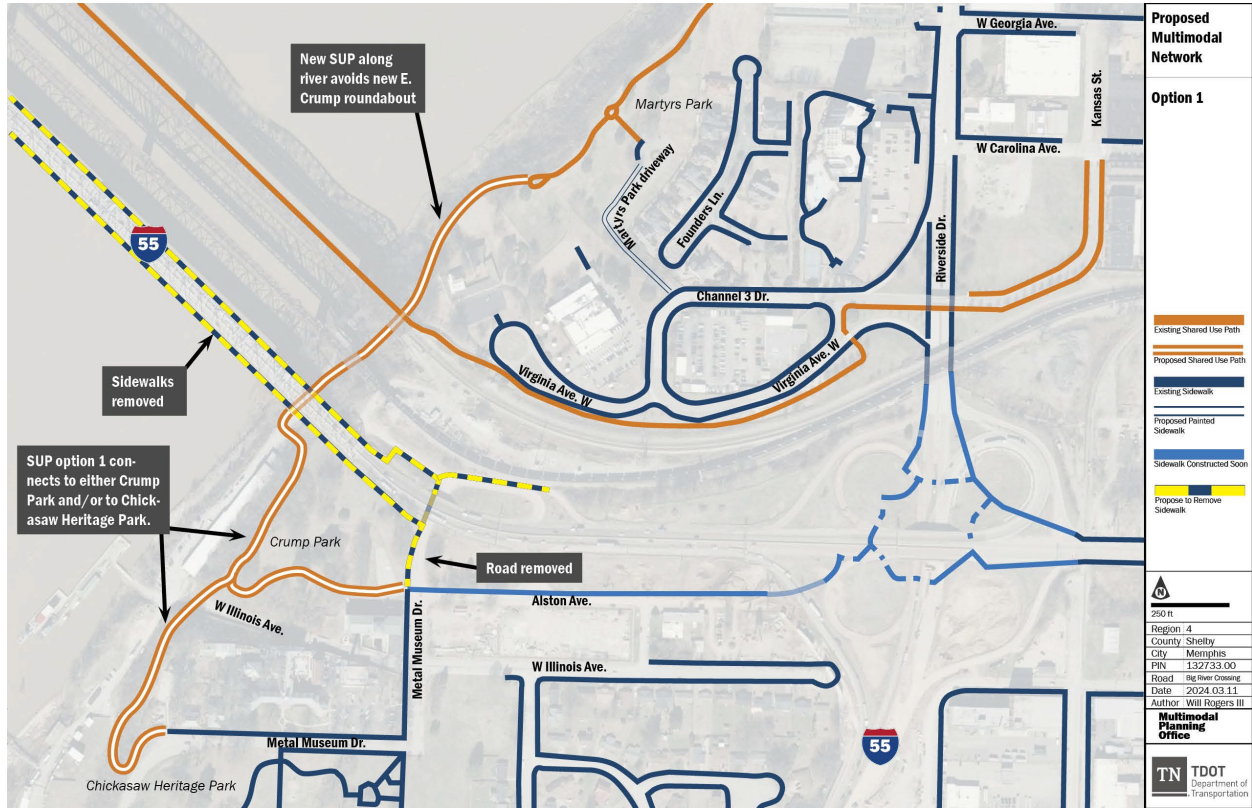 New SUP along
river avoids new E.
Crump roundabout
Martyrs Park
Martyrs Park driveway
Founders Ln.
W Georgia Ave.
Kansas St.
W Carolina Ave.
Riverside Dr.
Channel 3 Dr.
Virginia Ave. W
Virginia Ave. W
55
Sidewalks
removed
SUP option 1 con-
nects to either Crump
Park and/or to Chick-
asaw Heritage Park.
Crump Park
Road removed
W Illinois Ave.
Alston Ave.
Metal Museum Dr.
W Illinois Ave.
Metal Museum Dr.
55
Chickasaw Heritage Park
Proposed
Multimodal
Network
Option 1
Existing Shared Use Path
Proposed Shared Use Path
Existing Sidewalk
Proposed Painted
Sidewalk
Sidewalk Constructed Soon
Propose to Remove
Sidewalk
N
250 ft
Region 4
County Shelby
City Memphis
PIN 132733.00
Road Big River Crossing
Date 2024.03.11
Author Will Rogers III
Multimodal
Planning
Office
TN TDOT
Department of
Transportation